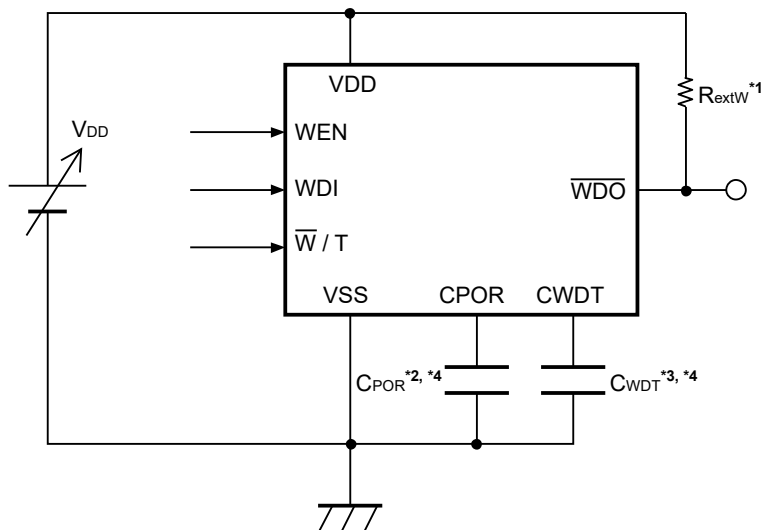 VDD
RextW*1
VDD
WEN
WDI
WDO
W / T
VSS
CPOR
CWDT
CPOR*2, *4
CWDT*3, *4